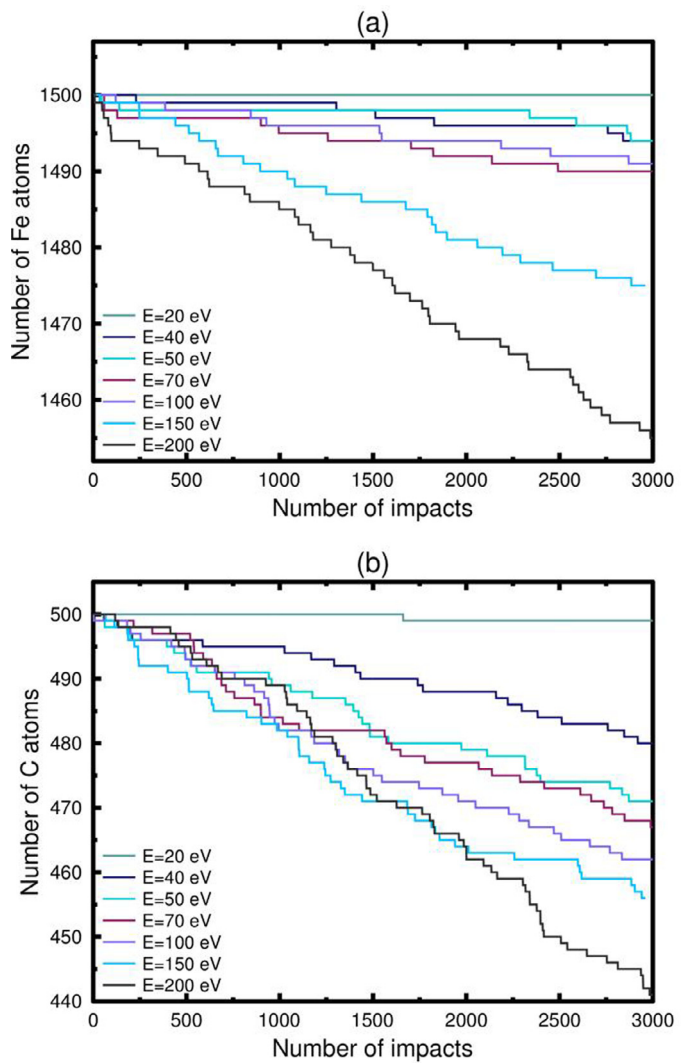 (a)
Number of Fe atoms
1500
1490
1480
1470
1460
E=20 eV
E=40 eV
E=50 eV
E=70 eV
E=100 eV
E=150 eV
E=200 eV
0 500 1000 1500 2000 2500 3000
Number of impacts
(b)
Number of C atoms
500
490
480
470
460
450
440
E=20 eV
E=40 eV
E=50 eV
E=70 eV
E=100 eV
E=150 eV
E=200 eV
0 500 1000 1500 2000 2500 3000
Number of impacts